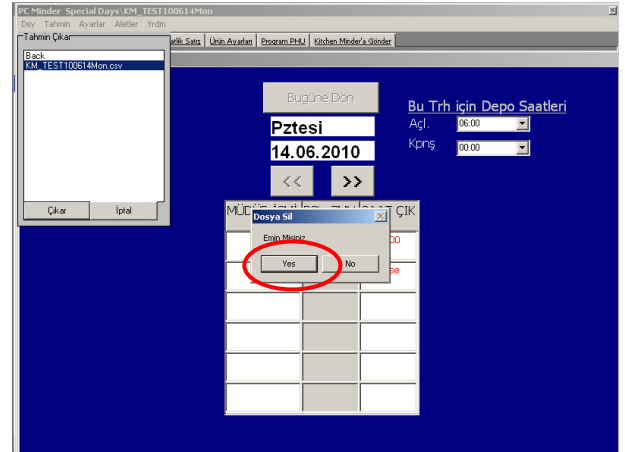 PC Minder Special Days\KM_TEST100614Mon
Dsy Tahmin Ayarlar Aletler Yrdm
Tahmin Çıkar
Satış Ürün Ayarları Program PHU Kitchen Minder'a Gönder
Back
KM_TEST100614Mon.csv
Bugüne Dön
Bu Trh için Depo Saatleri
Pztesi
Açl. 06:00
14.06.2010
Kpnş 00:00
<< >>
Çıkar İptal
SAAT ÇIK
Dosya Sil
Emin Misiniz
Yes No